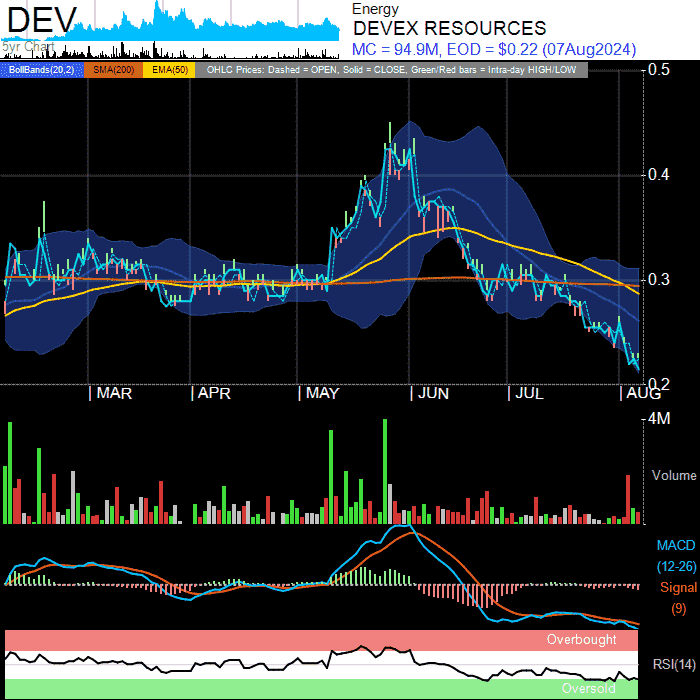 DEV
5yr Chart
Energy
DEVEX RESOURCES
MC = 94.9M, EOD = $0.22 (07Aug2024)
BollBands(20,2) SMA(200) EMA(50) OHLC Prices: Dashed = OPEN, Solid = CLOSE, Green/Red bars = Intra-day HIGH/LOW
0.5
0.4
0.3
0.2
MAR APR MAY JUN JUL AUG
4M
Volume
MACD
(12-26)
Signal
(9)
Overbought
RSI(14)
Oversold